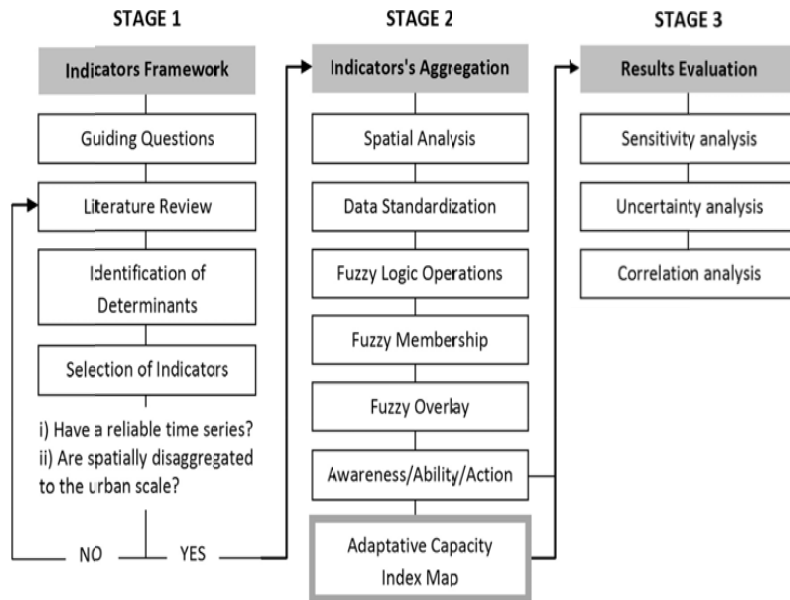 STAGE 1
Indicators Framework
Guiding Questions
Literature Review
Identification of
Determinants
Selection of Indicators
i) Have a reliable time series?
ii) Are spatially disaggregated
to the urban scale?
NO
YES
STAGE 2
Indicators's Aggregation
Spatial Analysis
Data Standardization
Fuzzy Logic Operations
Fuzzy Membership
Fuzzy Overlay
Awareness/Ability/Action
Adaptative Capacity
Index Map
STAGE 3
Results Evaluation
Sensitivity analysis
Uncertainty analysis
Correlation analysis